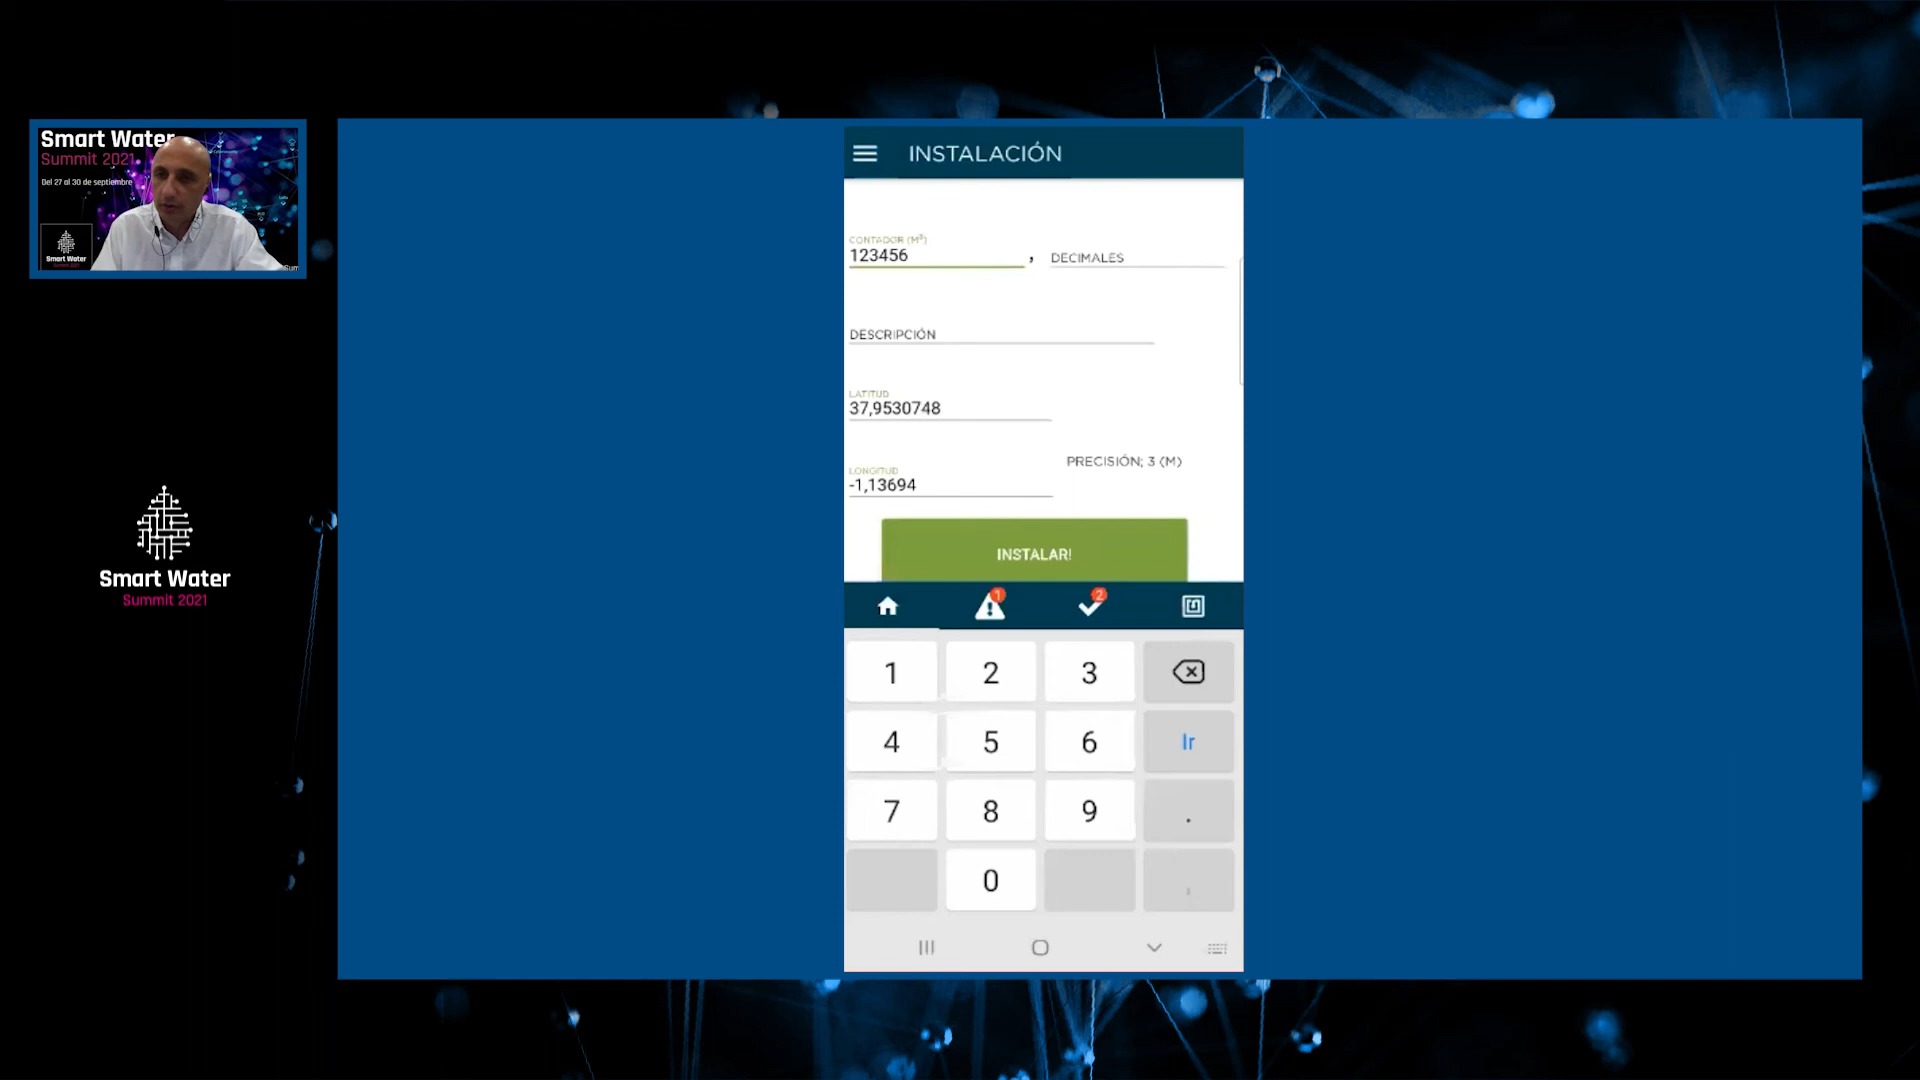 Smart Water
Summit 2021
Del 27 al 30 de septiembre
Smart Water
Smart Water
Summit 2021
INSTALACIÓN
CONTADOR (M³)
123456 , DECIMALES
DESCRIPCIÓN
LATITUD
37,9530748
PRECISIÓN; 3 (M)
LONGITUD
-1,13694
INSTALAR!
1 2
1 2 3
4 5 6 Ir
7 8 9 .
0 ,